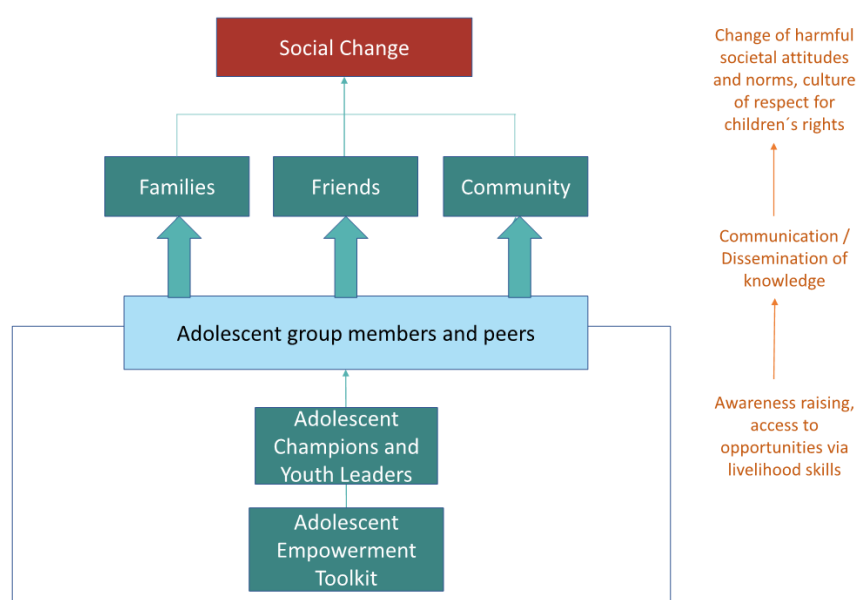 Social Change
Families
Friends
Community
Adolescent group members and peers
Adolescent
Champions and
Youth Leaders
Adolescent
Empowerment
Toolkit
Change of harmful
societal attitudes
and norms, culture
of respect for
children´s rights
Communication /
Dissemination of
knowledge
Awareness raising,
access to
opportunities via
livelihood skills